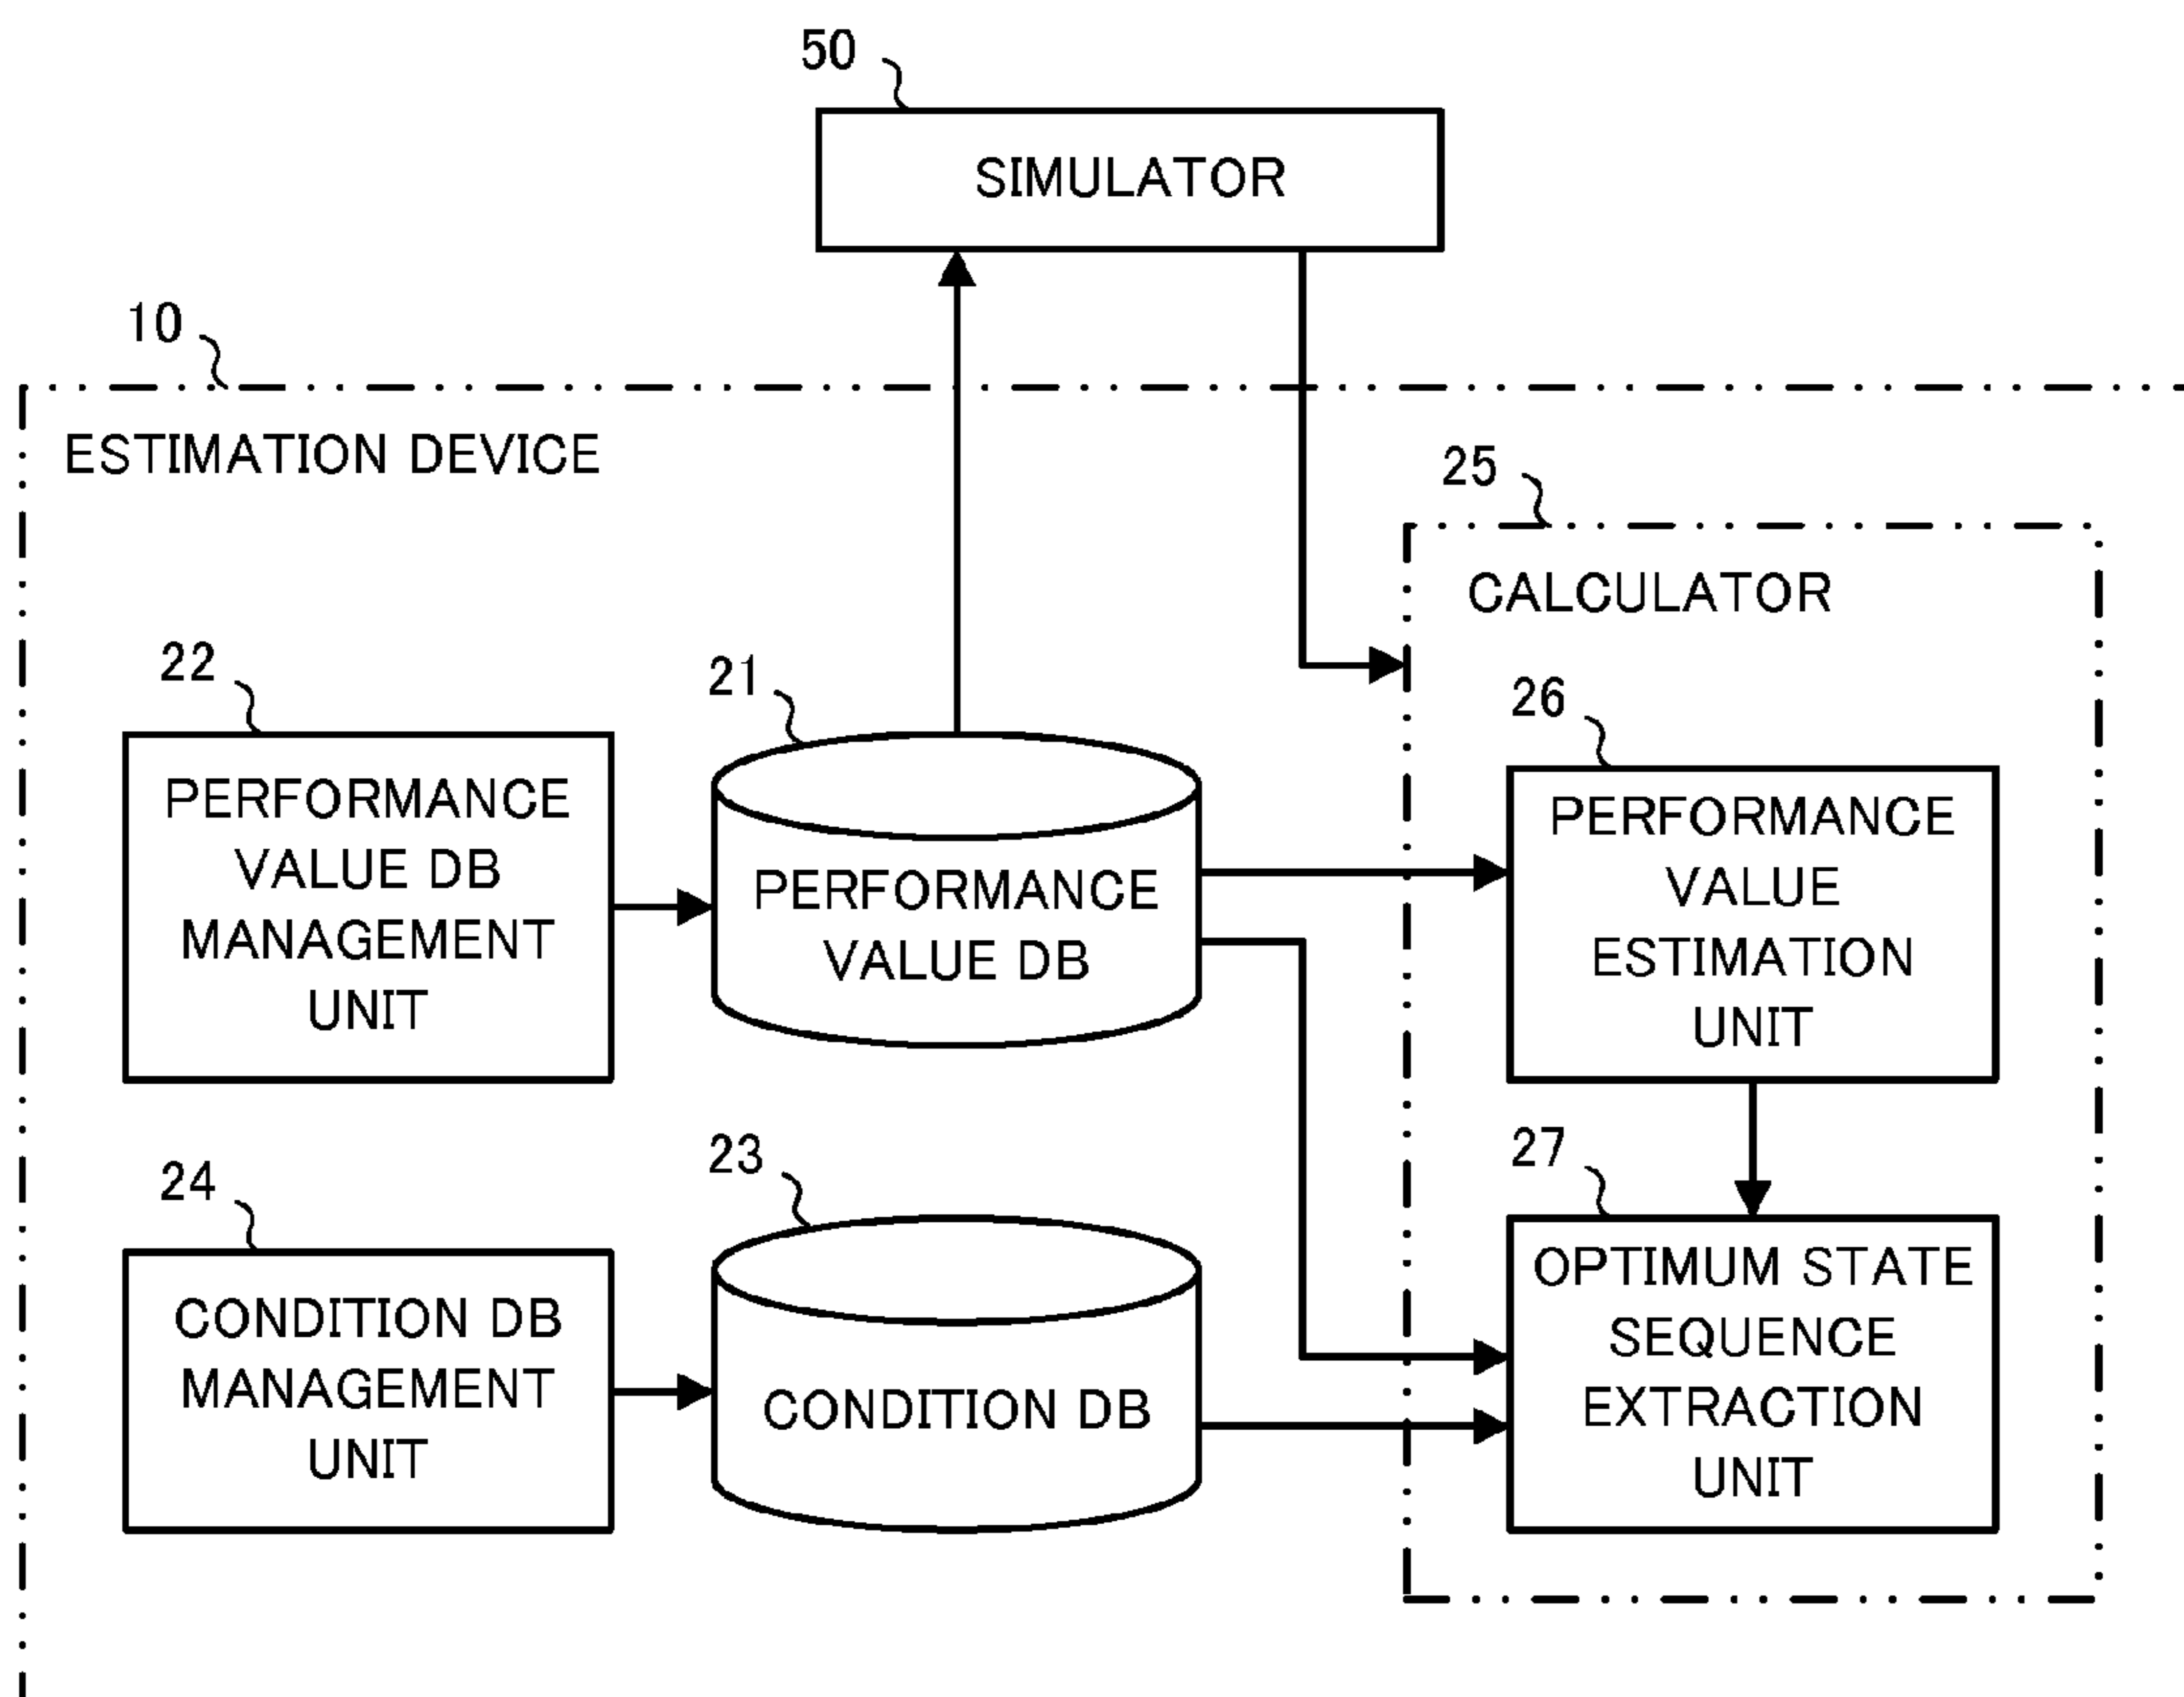 50
SIMULATOR
10
ESTIMATION DEVICE
25
CALCULATOR
22
PERFORMANCE
VALUE DB
MANAGEMENT
UNIT
21
PERFORMANCE
VALUE DB
26
PERFORMANCE
VALUE
ESTIMATION
UNIT
24
CONDITION DB
MANAGEMENT
UNIT
23
CONDITION DB
27
OPTIMUM STATE
SEQUENCE
EXTRACTION
UNIT